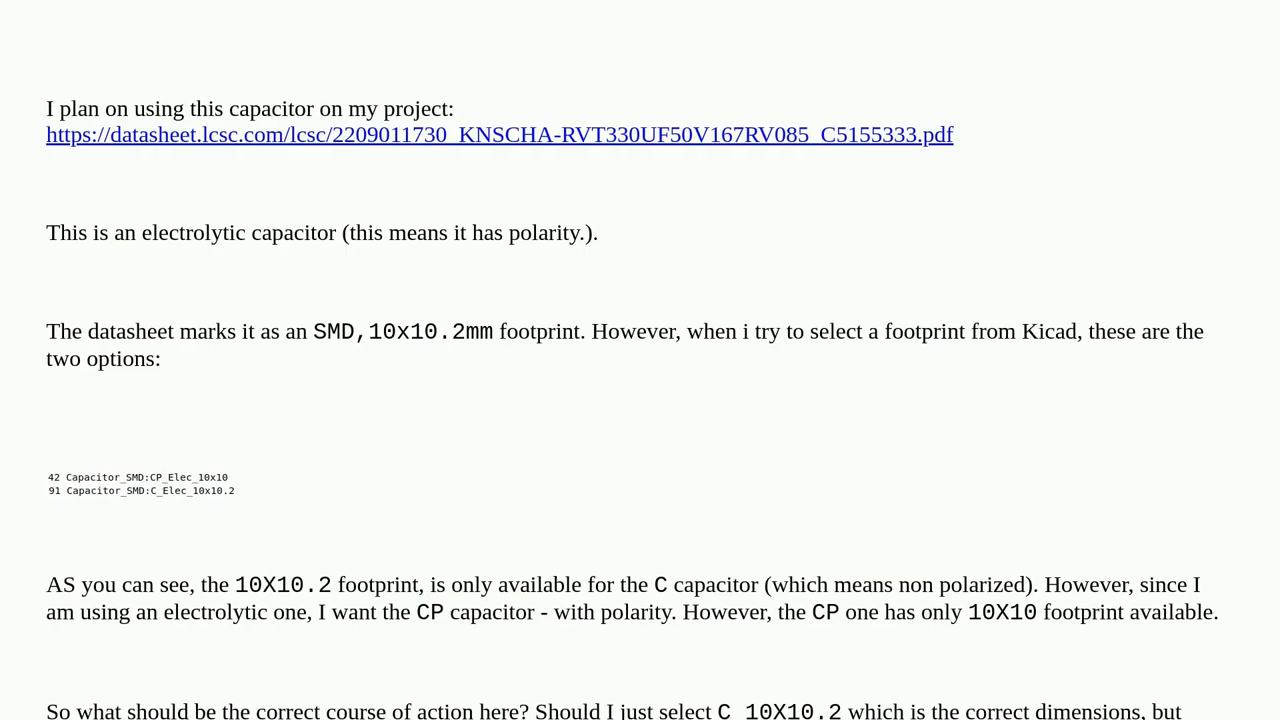 I plan on using this capacitor on my project:
https://datasheet.lcsc.com/lcsc/2209011730_KNSCHA-RVT330UF50V167RV085_C5155333.pdf
This is an electrolytic capacitor (this means it has polarity.).
The datasheet marks it as an SMD,10x10.2mm footprint. However, when i try to select a footprint from Kicad, these are the
two options:
42 Capacitor_SMD:CP_Elec_10x10
91 Capacitor_SMD:C_Elec_10x10.2
AS you can see, the 10X10.2 footprint, is only available for the C capacitor (which means non polarized). However, since I
am using an electrolytic one, I want the CP capacitor - with polarity. However, the CP one has only 10X10 footprint available.
So what should be the correct course of action here? Should I just select C_10X10.2 which is the correct dimensions, but